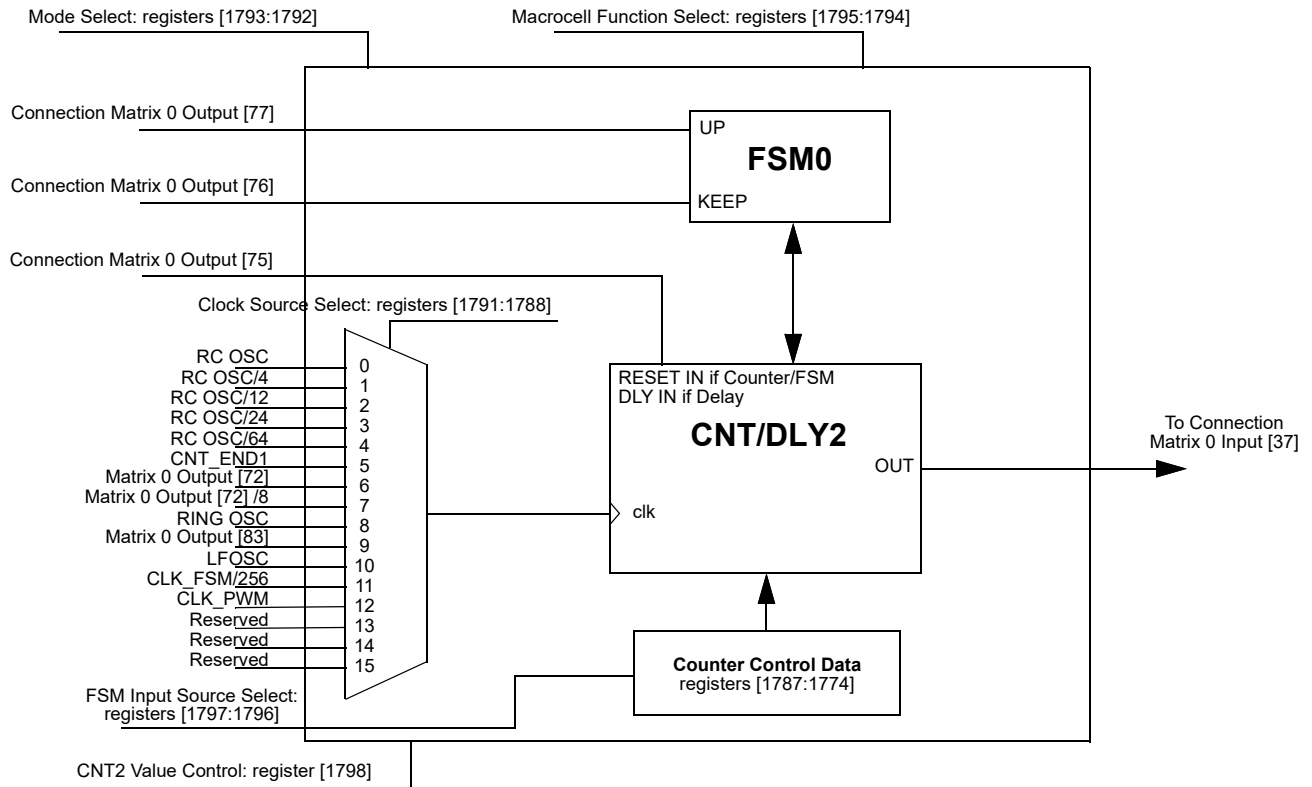 Mode Select: registers [1793:1792]
Macrocell Function Select: registers [1795:1794]
Connection Matrix 0 Output [77]
UP
FSM0
Connection Matrix 0 Output [76]
KEEP
Connection Matrix 0 Output [75]
Clock Source Select: registers [1791:1788]
RC OSC
0
RC OSC/4
1
RC OSC/12
2
RC OSC/24
3
RC OSC/64
4
CNT_END1
5
Matrix 0 Output [72]
6
Matrix 0 Output [72] /8
7
RING OSC
8
Matrix 0 Output [83]
9
LFOSC
10
CLK_FSM/256
11
CLK_PWM
12
Reserved
13
Reserved
14
Reserved
15
RESET IN if Counter/FSM
DLY IN if Delay
CNT/DLY2
OUT
clk
To Connection
Matrix 0 Input [37]
Counter Control Data
registers [1787:1774]
FSM Input Source Select:
registers [1797:1796]
CNT2 Value Control: register [1798]